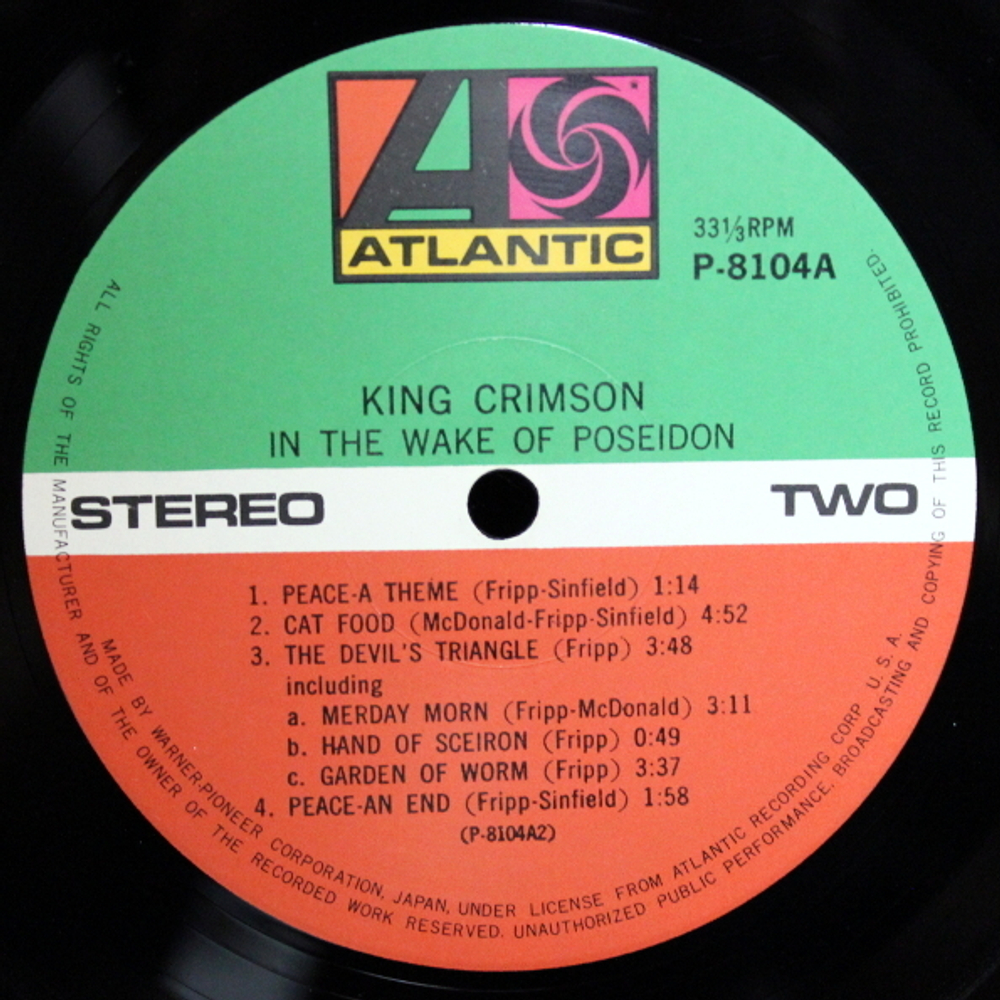 ATLANTIC
33⅓RPM
P-8104A
KING CRIMSON
IN THE WAKE OF POSEIDON
STEREO
TWO
1. PEACE-A THEME (Fripp-Sinfield) 1:14
2. CAT FOOD (McDonald-Fripp-Sinfield) 4:52
3. THE DEVIL'S TRIANGLE (Fripp) 3:48
including
a. MERDAY MORN (Fripp-McDonald) 3:11
b. HAND OF SCEIRON (Fripp) 0:49
c. GARDEN OF WORM (Fripp) 3:37
4. PEACE-AN END (Fripp-Sinfield) 1:58
(P-8104A2)
MADE BY WARNER-PIONEER CORPORATION, JAPAN, UNDER LICENSE FROM ATLANTIC RECORDING CORP U. S. A.
ALL RIGHTS OF THE MANUFACTURER AND OF THE OWNER OF THE RECORDED WORK RESERVED. UNAUTHORIZED PUBLIC PERFORMANCE, BROADCASTING AND COPYING OF THIS RECORD PROHIBITED.